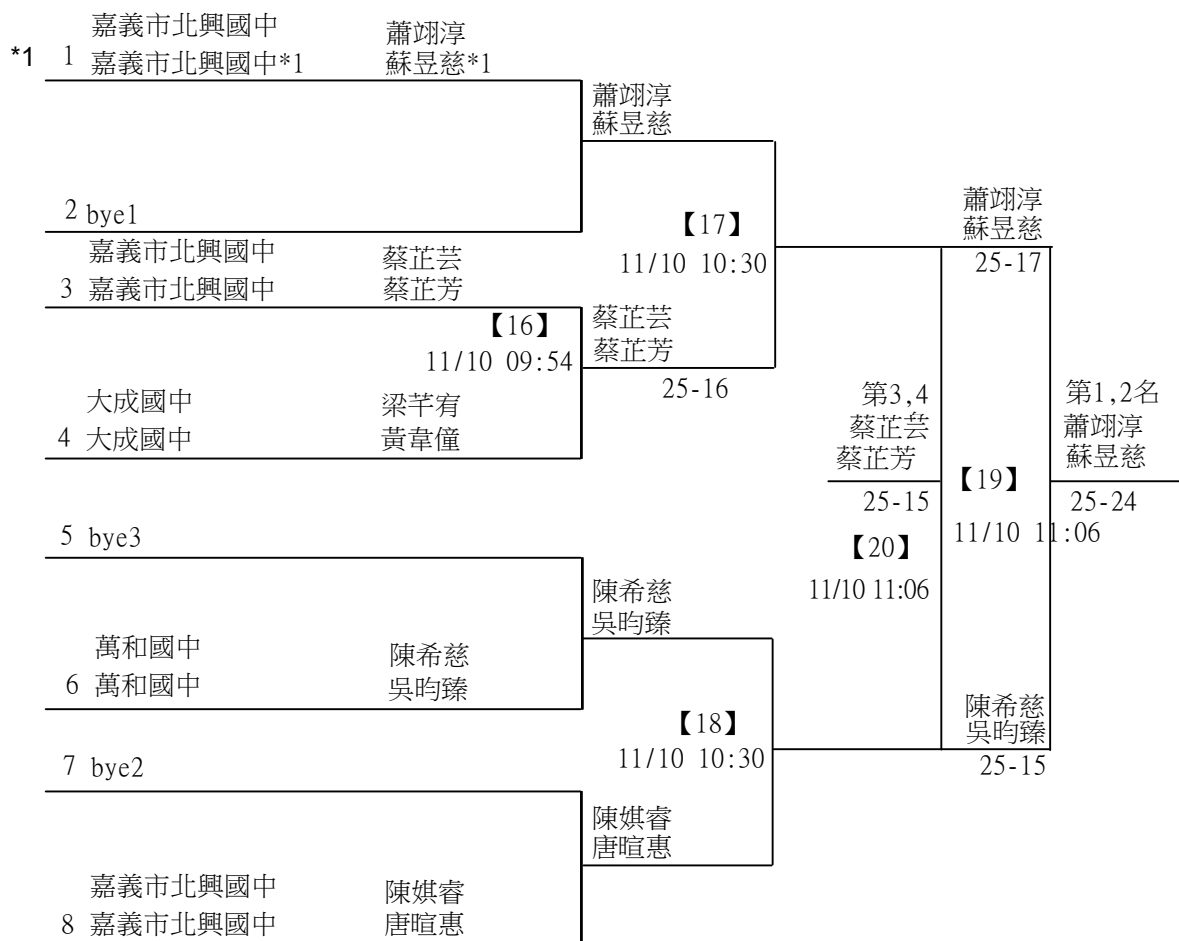 嘉義市北興國中 蕭翊淳
*1 1 嘉義市北興國中*1 蘇昱慈*1
蕭翊淳
蘇昱慈
2 bye1
【17】
11/10 10:30
蕭翊淳
蘇昱慈
25-17
嘉義市北興國中 蔡芷芸
3 嘉義市北興國中 蔡芷芳
【16】
11/10 09:54
蔡芷芸
蔡芷芳
25-16
大成國中 梁芊宥
4 大成國中 黃韋僮
第3,4
蔡芷芸
蔡芷芳
25-15
【20】
11/10 11:06
【19】
11/10 11:06
第1,2名
蕭翊淳
蘇昱慈
25-24
5 bye3
陳希慈
吳昀臻
萬和國中 陳希慈
6 萬和國中 吳昀臻
【18】
11/10 10:30
陳希慈
吳昀臻
25-15
7 bye2
陳媶睿
唐暄惠
嘉義市北興國中 陳媶睿
8 嘉義市北興國中 唐暄惠